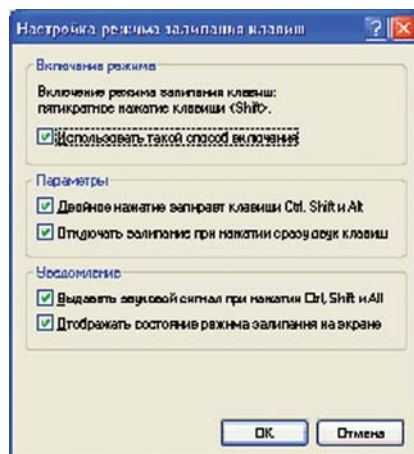 Настройка режима залипания клавиш
Включение режима
Включение режима залипания клавиш:
пятикратное нажатие клавиши <Shift>.
Использовать такой способ включения
Параметры
Двойное нажатие запирает клавиши Ctrl, Shift и Alt
Отключать залипание при нажатии сразу двух клавиш
Уведомление
Выдавать звуковой сигнал при нажатии Ctrl, Shift и Alt
Отображать состояние режима залипания на экране
OK
Отмена